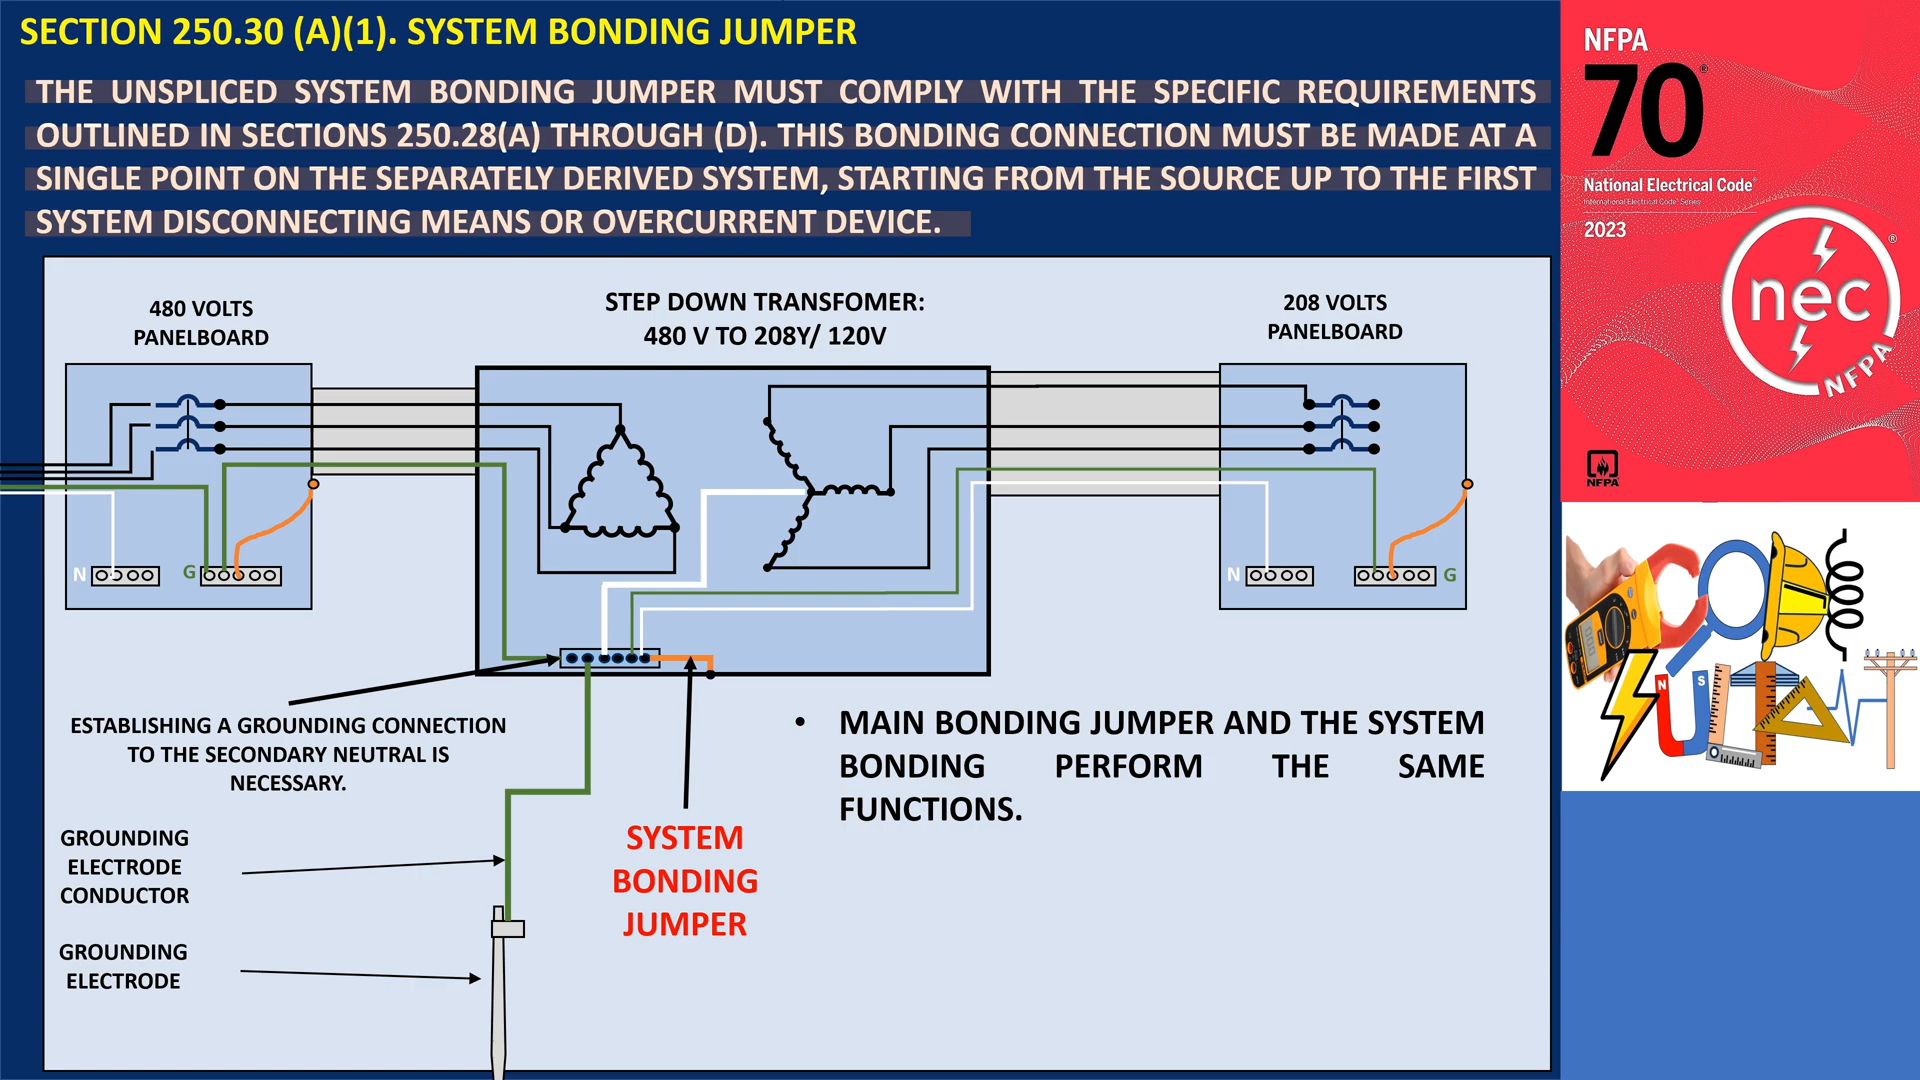 SECTION 250.30 (A)(1). SYSTEM BONDING JUMPER
THE UNSPLICED SYSTEM BONDING JUMPER MUST COMPLY WITH THE SPECIFIC REQUIREMENTS
OUTLINED IN SECTIONS 250.28(A) THROUGH (D). THIS BONDING CONNECTION MUST BE MADE AT A
SINGLE POINT ON THE SEPARATELY DERIVED SYSTEM, STARTING FROM THE SOURCE UP TO THE FIRST
SYSTEM DISCONNECTING MEANS OR OVERCURRENT DEVICE.
480 VOLTS
PANELBOARD
STEP DOWN TRANSFOMER:
480 V TO 208Y/ 120V
208 VOLTS
PANELBOARD
N
G
N
G
ESTABLISHING A GROUNDING CONNECTION
TO THE SECONDARY NEUTRAL IS
NECESSARY.
GROUNDING
ELECTRODE
CONDUCTOR
GROUNDING
ELECTRODE
SYSTEM
BONDING
JUMPER
• MAIN BONDING JUMPER AND THE SYSTEM
BONDING PERFORM THE SAME
FUNCTIONS.
NFPA
70®
National Electrical Code®
International Electrical Code® Series
2023
nec®
NFPA
NFPA
N
S